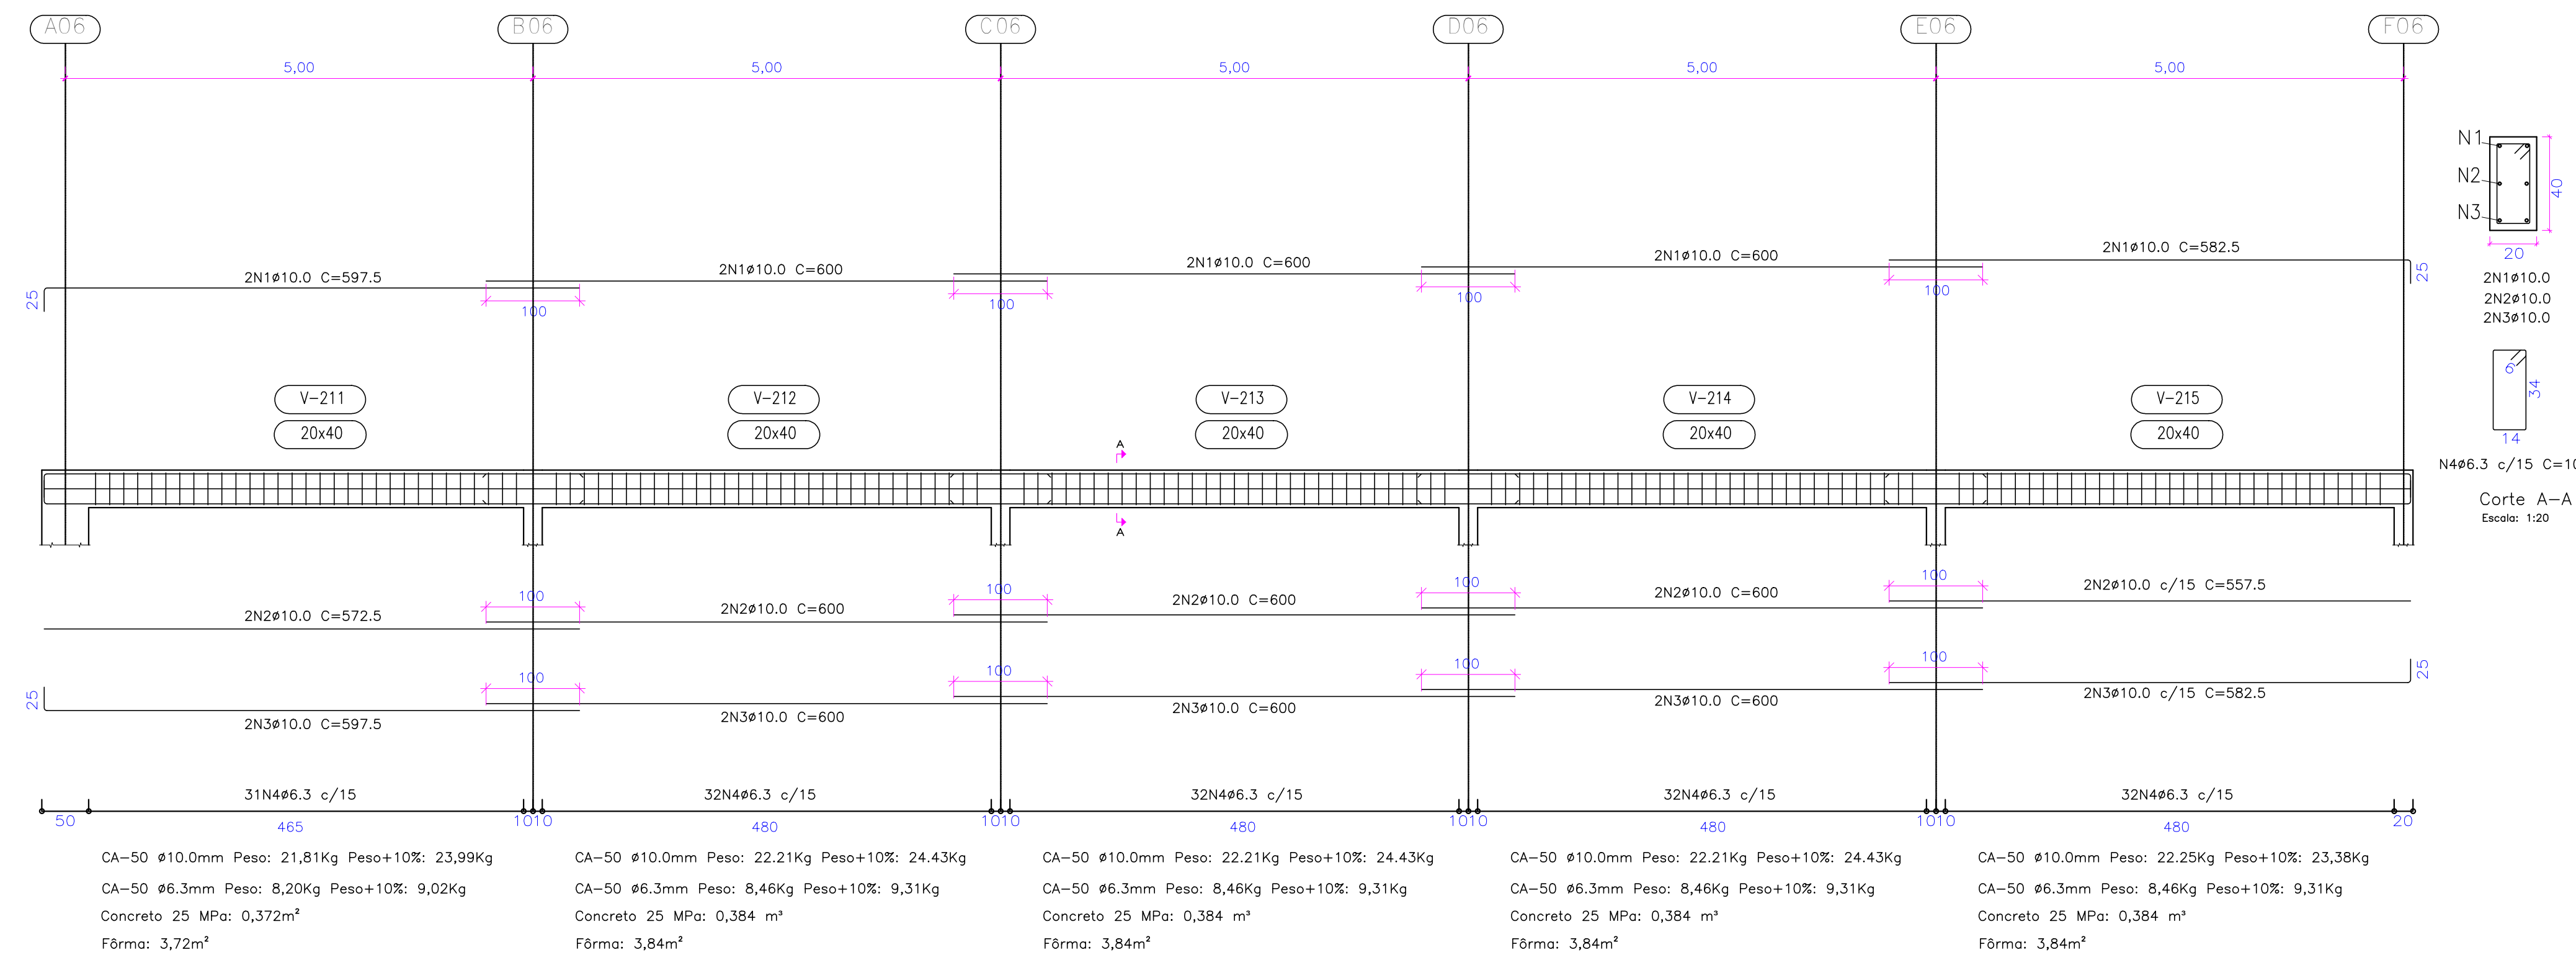 A06 B06 C06 D06 E06 F06
5,00 5,00 5,00 5,00 5,00
N1
N2
N3
40
20
2N1ø10.0
2N2ø10.0
2N3ø10.0
6
34
14
N4ø6.3 c/15 C=10
Corte A-A
Escala: 1:20
2N1ø10.0 C=597.5 2N1ø10.0 C=600 2N1ø10.0 C=600 2N1ø10.0 C=600 2N1ø10.0 C=582.5
25 100 100 100 100 25
V-211 V-212 V-213 V-214 V-215
20x40 20x40 20x40 20x40 20x40
A
A
100 100 100 100
2N2ø10.0 C=572.5 2N2ø10.0 C=600 2N2ø10.0 C=600 2N2ø10.0 C=600 2N2ø10.0 c/15 C=557.5
25 100 100 100 100 25
2N3ø10.0 C=597.5 2N3ø10.0 C=600 2N3ø10.0 C=600 2N3ø10.0 C=600 2N3ø10.0 c/15 C=582.5
31N4ø6.3 c/15 32N4ø6.3 c/15 32N4ø6.3 c/15 32N4ø6.3 c/15 32N4ø6.3 c/15
50 465 1010 480 1010 480 1010 480 1010 480 20
CA-50 ø10.0mm Peso: 21,81Kg Peso+10%: 23,99Kg
CA-50 ø6.3mm Peso: 8,20Kg Peso+10%: 9,02Kg
Concreto 25 MPa: 0,372m²
Fôrma: 3,72m²
CA-50 ø10.0mm Peso: 22.21Kg Peso+10%: 24.43Kg
CA-50 ø6.3mm Peso: 8,46Kg Peso+10%: 9,31Kg
Concreto 25 MPa: 0,384 m³
Fôrma: 3,84m²
CA-50 ø10.0mm Peso: 22.21Kg Peso+10%: 24.43Kg
CA-50 ø6.3mm Peso: 8,46Kg Peso+10%: 9,31Kg
Concreto 25 MPa: 0,384 m³
Fôrma: 3,84m²
CA-50 ø10.0mm Peso: 22.21Kg Peso+10%: 24.43Kg
CA-50 ø6.3mm Peso: 8,46Kg Peso+10%: 9,31Kg
Concreto 25 MPa: 0,384 m³
Fôrma: 3,84m²
CA-50 ø10.0mm Peso: 22.25Kg Peso+10%: 23,38Kg
CA-50 ø6.3mm Peso: 8,46Kg Peso+10%: 9,31Kg
Concreto 25 MPa: 0,384 m³
Fôrma: 3,84m²